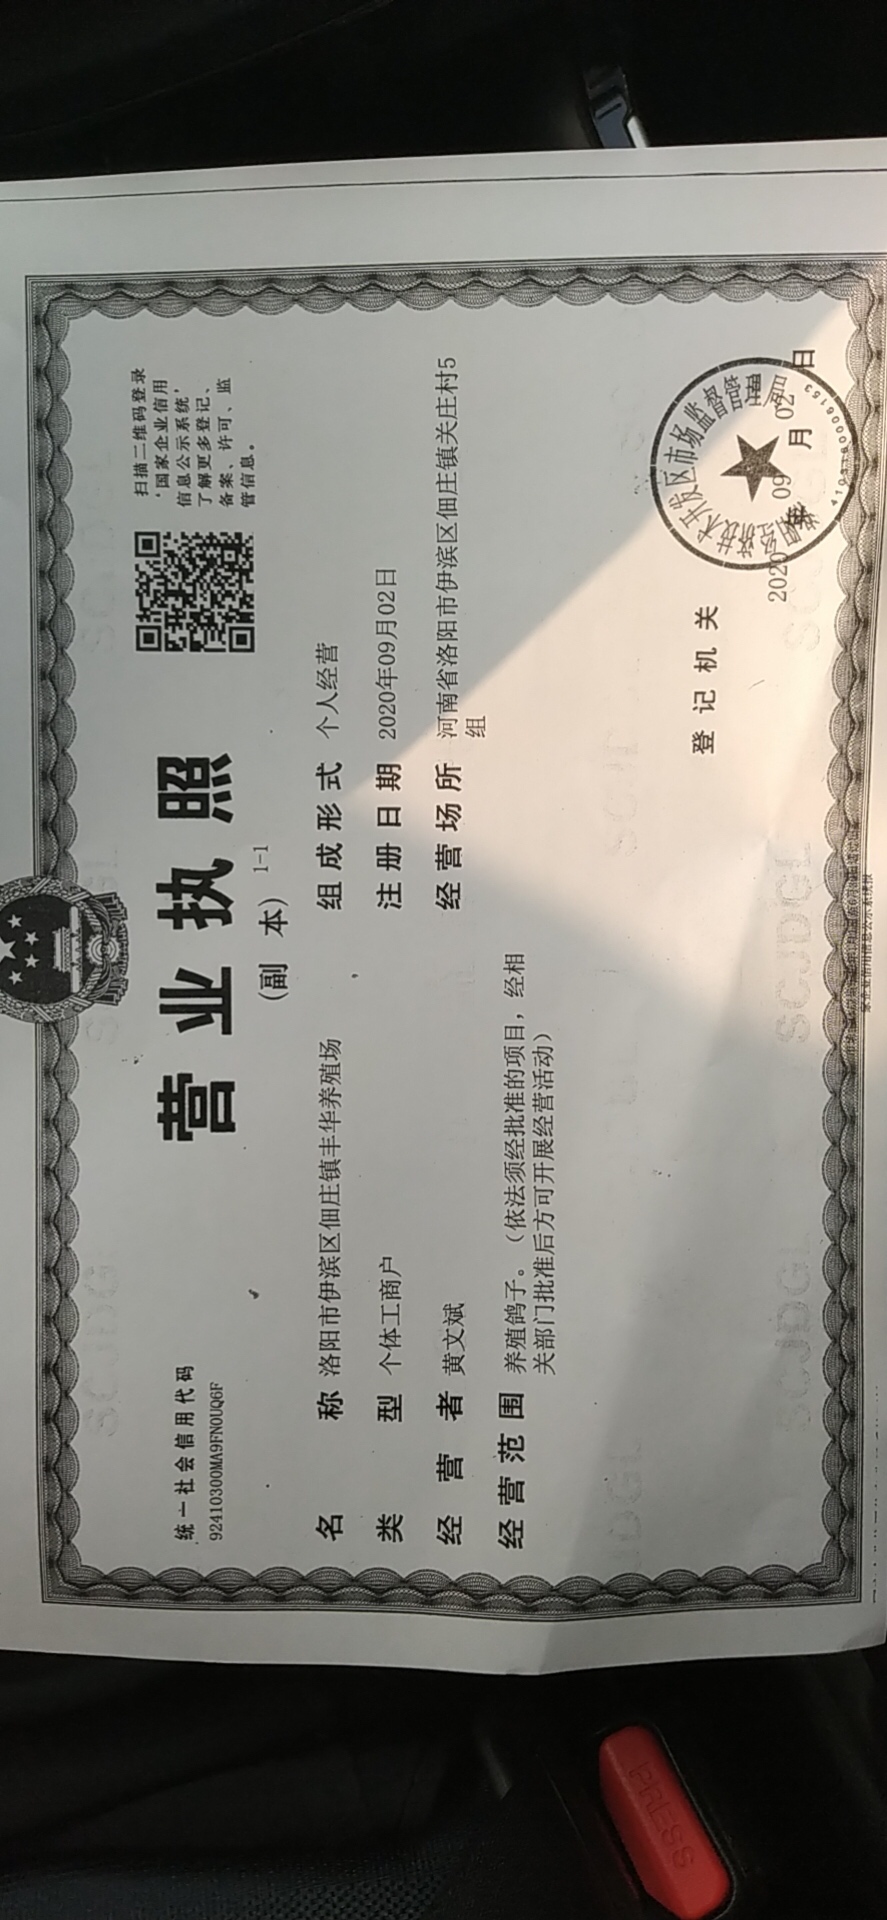 统一社会信用代码
92410300MA9FN0UQ6F
营业执照
(副 本) 1-1
扫描二维码登录
‘国家企业信用
信息公示系统’
了解更多登记、
备案、许可、监
管信息。
名 称 洛阳市伊滨区佃庄镇丰华养殖场
类 型 个体工商户
经 营 者 黄文斌
经营范围 养殖鸽子。（依法须经批准的项目，经相
关部门批准后方可开展经营活动）
组成形式 个人经营
注册日期 2020年09月02日
经营场所 河南省洛阳市伊滨区佃庄镇关庄村5
组
登记机关
2020年 09 月 02 日
PRESS